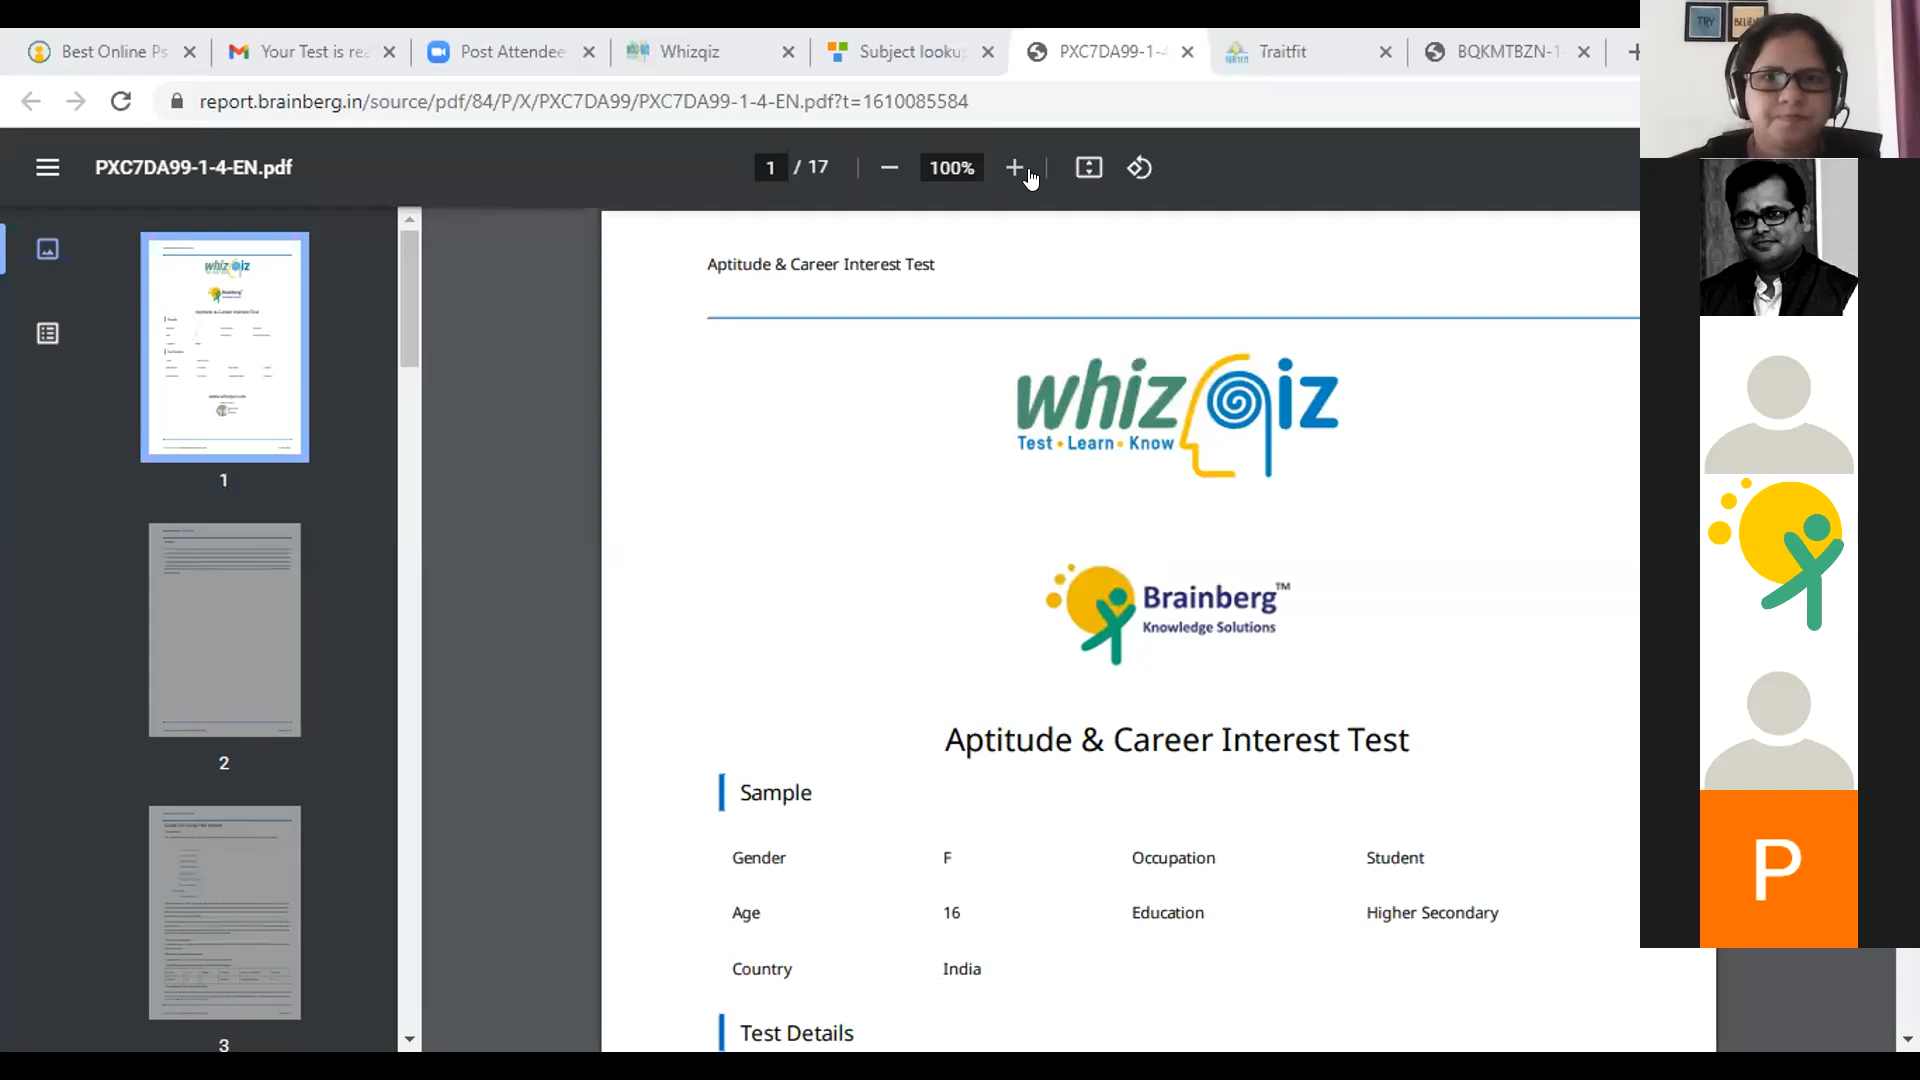 Best Online Ps
Your Test is rea
Post Attendee
Whizqiz
Subject looku
PXC7DA99-1-4
Traitfit
BQKMTBZN-1
report.brainberg.in/source/pdf/84/P/X/PXC7DA99/PXC7DA99-1-4-EN.pdf?t=1610085584
PXC7DA99-1-4-EN.pdf
1 / 17
100%
TRY
Aptitude & Career Interest Test
whizqiz
Test • Learn • Know
Brainberg™
Knowledge Solutions
Aptitude & Career Interest Test
Sample
Gender F Occupation Student
Age 16 Education Higher Secondary
Country India
Test Details
1
2
3
P